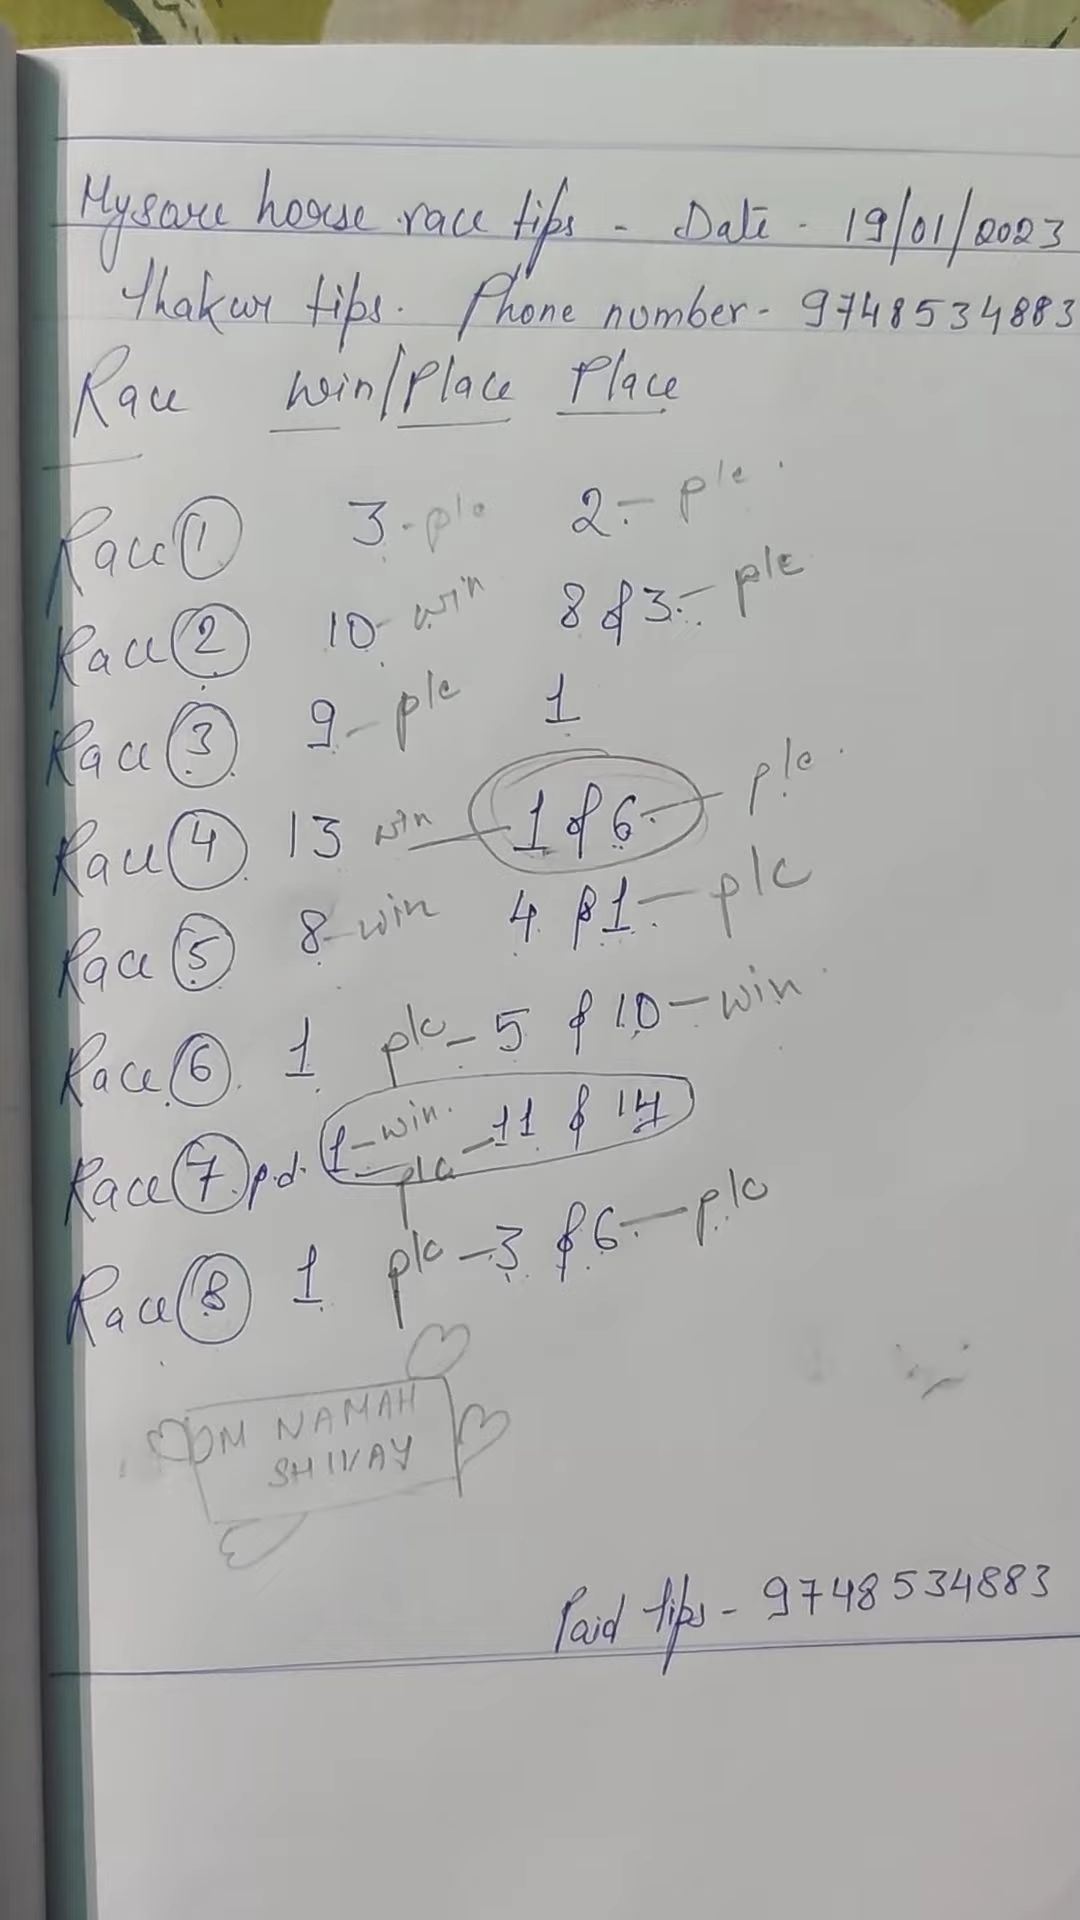 Mysore horse race tips - Date - 19/01/2023
Thakur tips. Phone number - 9748534883
Race win/Place Place
Race 1 3 - plc 2 - plc
Race 2 10 - win 8 & 3 - plc
Race 3 9 - plc 1
Race 4 13 win 1 & 6 - plc
Race 5 8 - win 4 & 1 - plc
Race 6 1 plc - 5 & 10 - win
Race 7 p.d. 1 - win. plc - 11 & 14
Race 8 1 plc - 3 & 6 - plc
OM NAMAH
SHIVAY
Paid tips - 9748534883